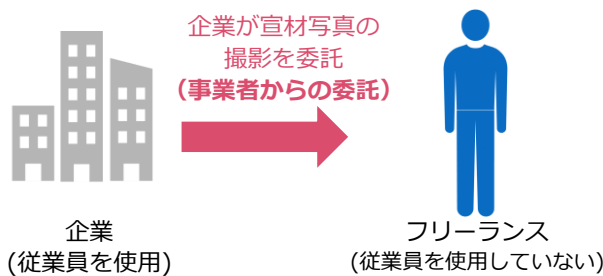 企業が宣材写真の
撮影を委託
（事業者からの委託）
企業
(従業員を使用)
フリーランス
(従業員を使用していない)